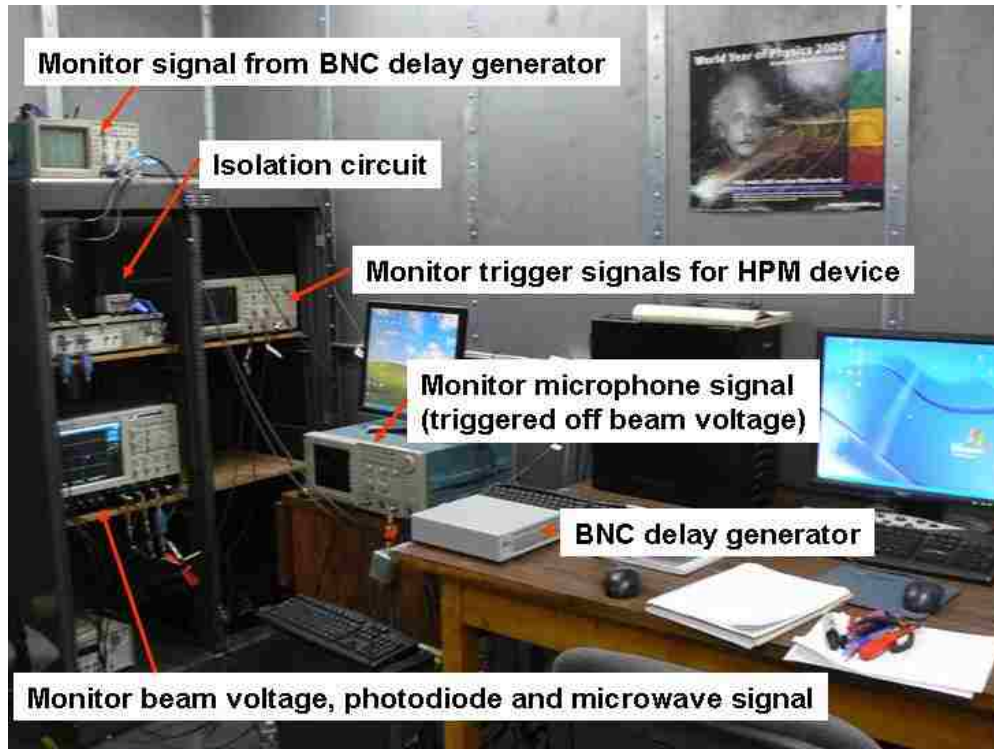 Monitor signal from BNC delay generator
World Year of Physics 2005
Isolation circuit
Monitor trigger signals for HPM device
Monitor microphone signal
(triggered off beam voltage)
BNC delay generator
Monitor beam voltage, photodiode and microwave signal